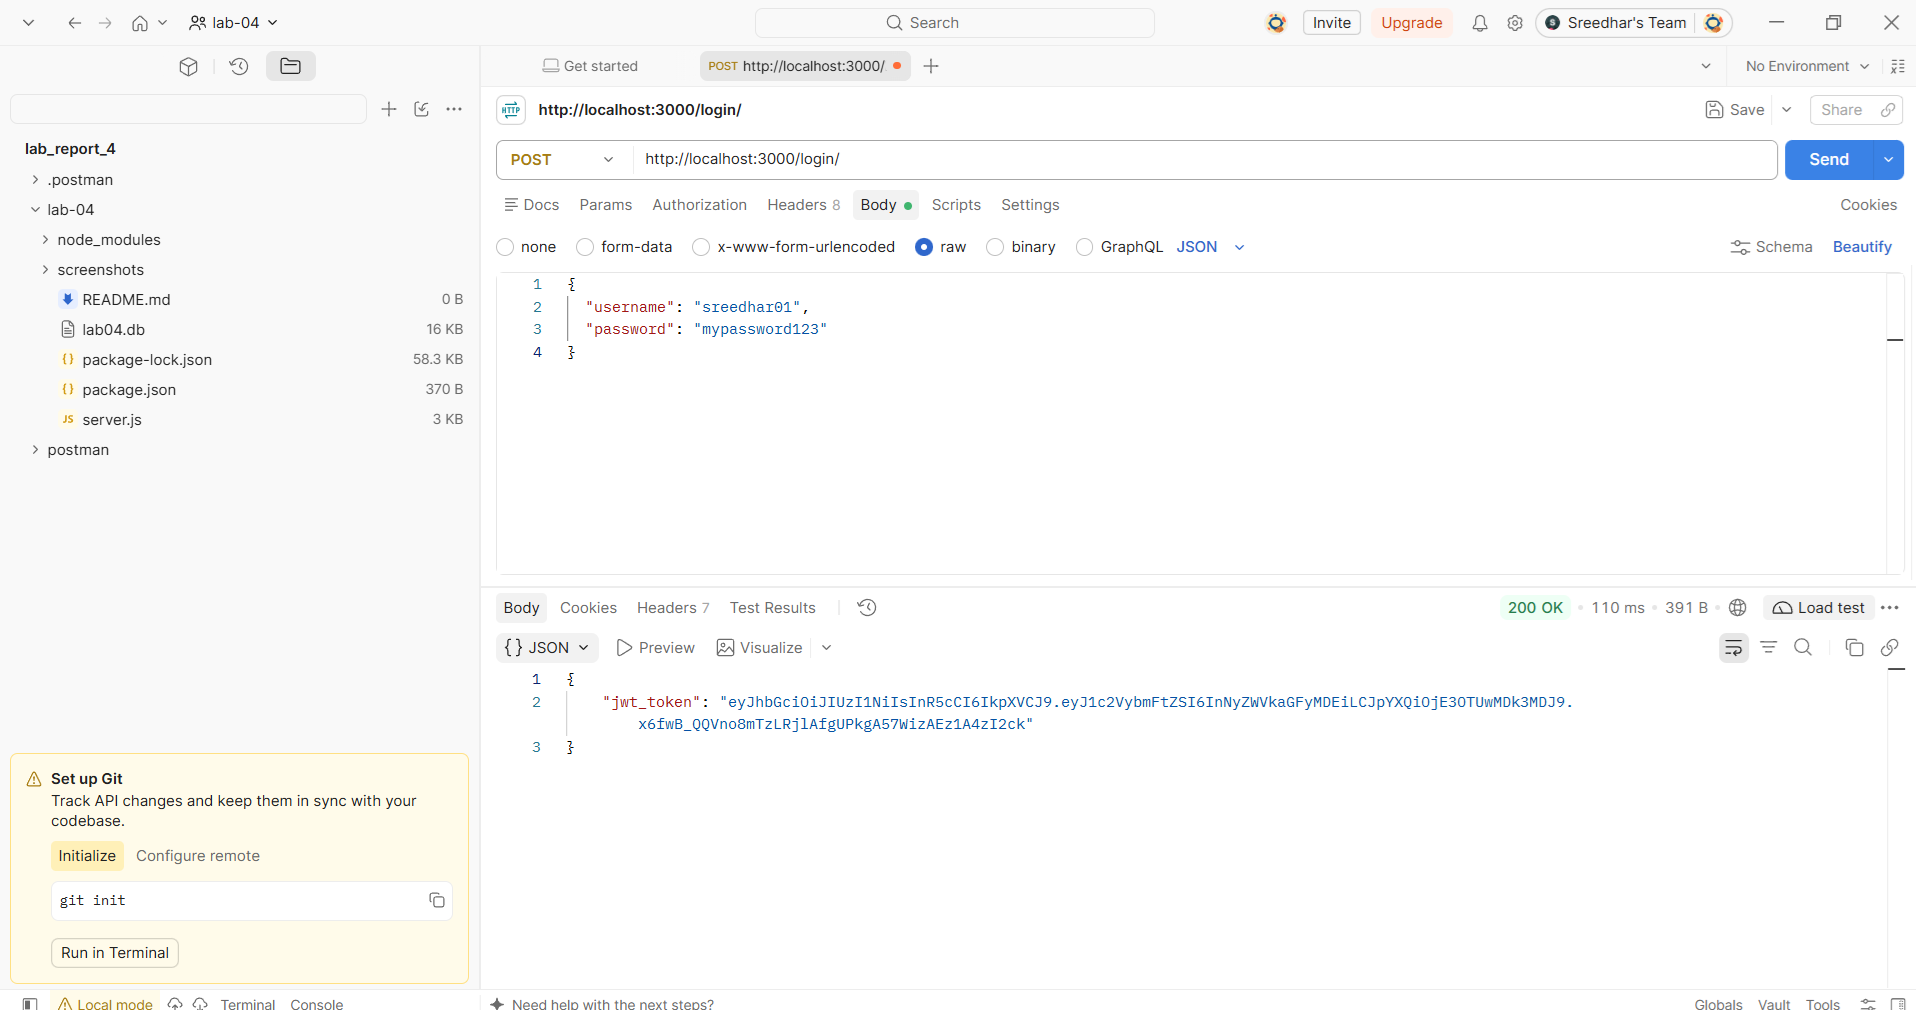 lab-04
Search
Invite
Upgrade
Sreedhar's Team
Get started
POST http://localhost:3000/
No Environment
HTTP http://localhost:3000/login/
Save
Share
POST
http://localhost:3000/login/
Send
Docs Params Authorization Headers 8 Body Scripts Settings
Cookies
none form-data x-www-form-urlencoded raw binary GraphQL JSON
Schema Beautify
1 {
2 "username": "sreedhar01",
3 "password": "mypassword123"
4 }
lab_report_4
.postman
lab-04
node_modules
screenshots
README.md 0 B
lab04.db 16 KB
{} package-lock.json 58.3 KB
{} package.json 370 B
JS server.js 3 KB
postman
Body Cookies Headers 7 Test Results
200 OK • 110 ms • 391 B
Load test
{} JSON Preview Visualize
1 {
2 "jwt_token": "eyJhbGciOiJIUzI1NiIsInR5cCI6IkpXVCJ9.eyJ1c2VybmFtZSI6InNyZWVkaGFyMDEiLCJpYXQiOjE3OTUwMDk3MDJ9.
x6fwB_QQVno8mTzLRjlAfgUPkgA57WizAEz1A4zI2ck"
3 }
Set up Git
Track API changes and keep them in sync with your
codebase.
Initialize Configure remote
git init
Run in Terminal
Local mode Terminal Console
Need help with the next steps?
Globals Vault Tools